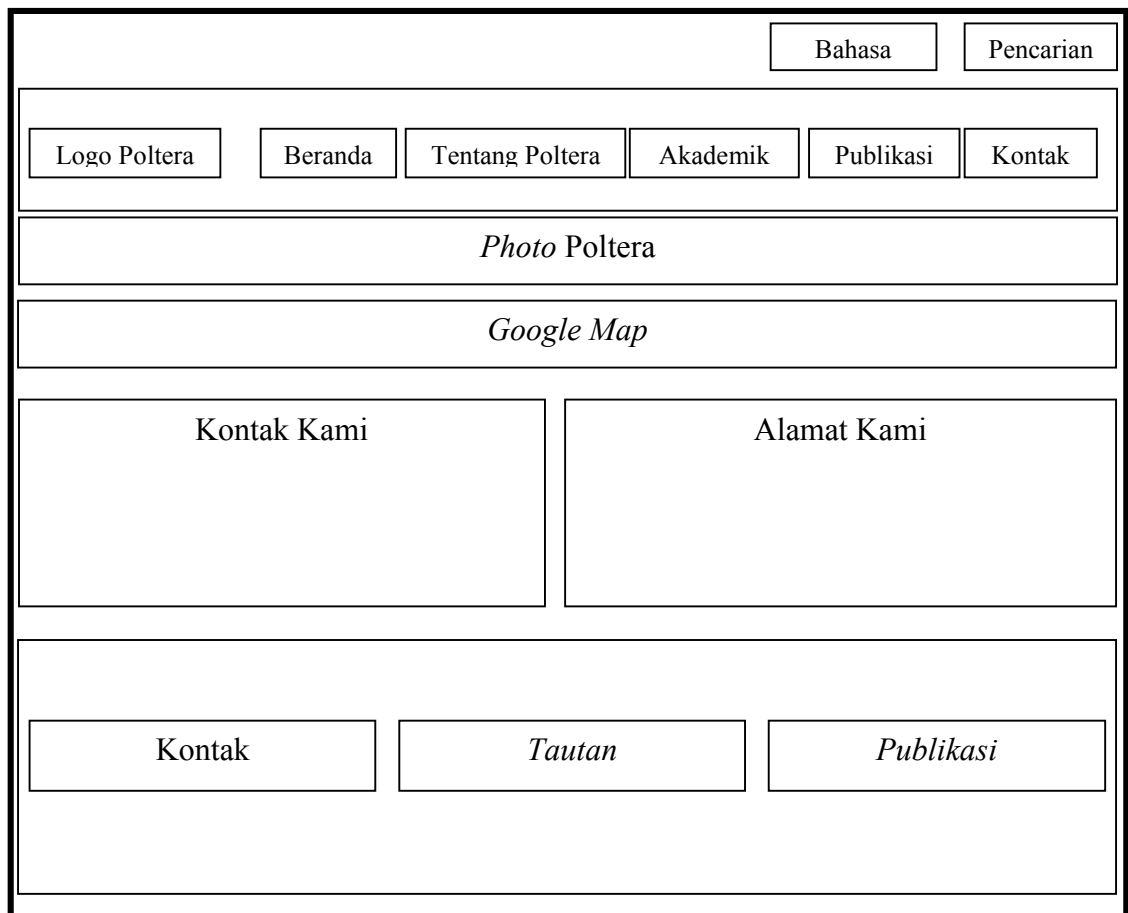 Bahasa
Pencarian
Logo Poltera
Beranda
Tentang Poltera
Akademik
Publikasi
Kontak
Photo Poltera
Google Map
Kontak Kami
Alamat Kami
Kontak
Tautan
Publikasi